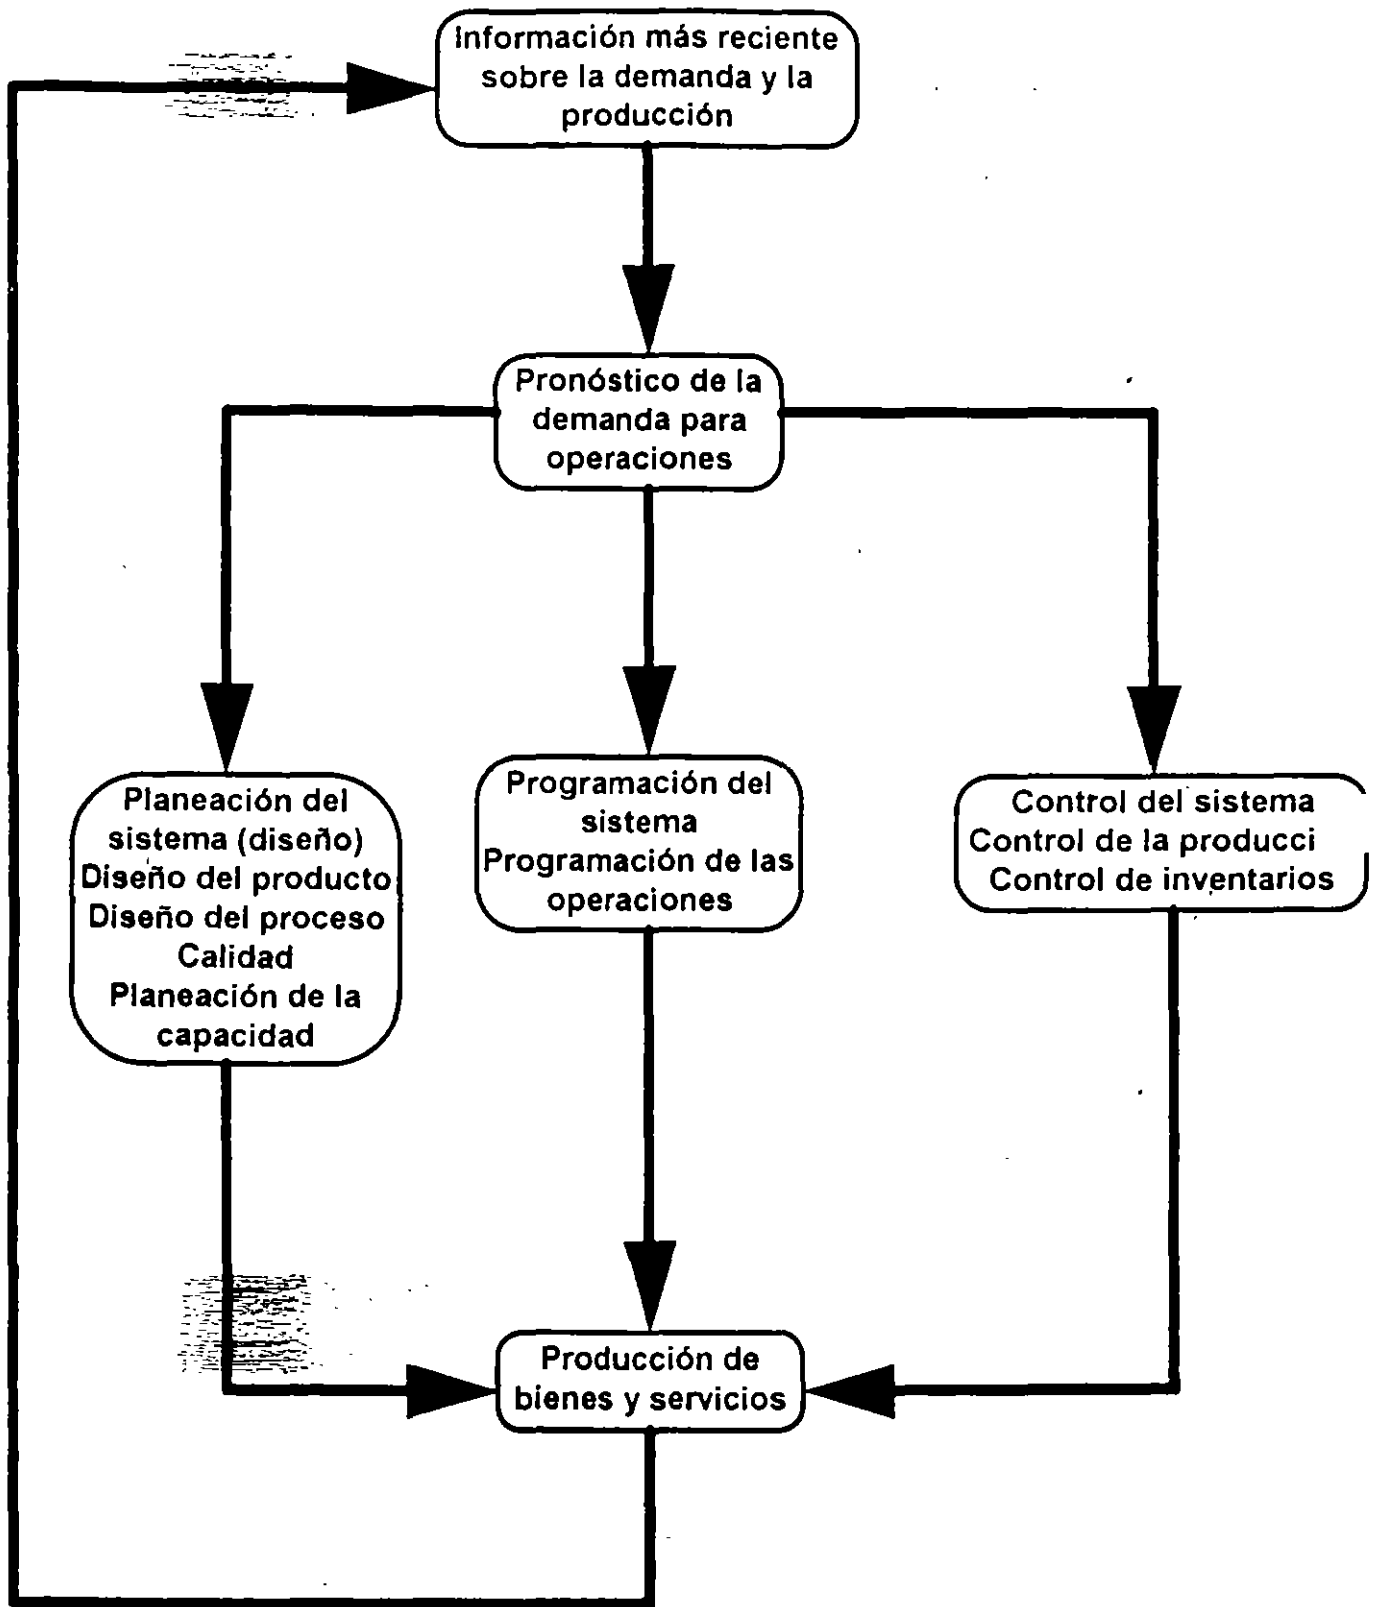 Información más reciente
sobre la demanda y la
producción
Pronóstico de la
demanda para
operaciones
Planeación del
sistema (diseño)
Diseño del producto
Diseño del proceso
Calidad
Planeación de la
capacidad
Programación del
sistema
Programación de las
operaciones
Control del sistema
Control de la producci
Control de inventarios
Producción de
bienes y servicios